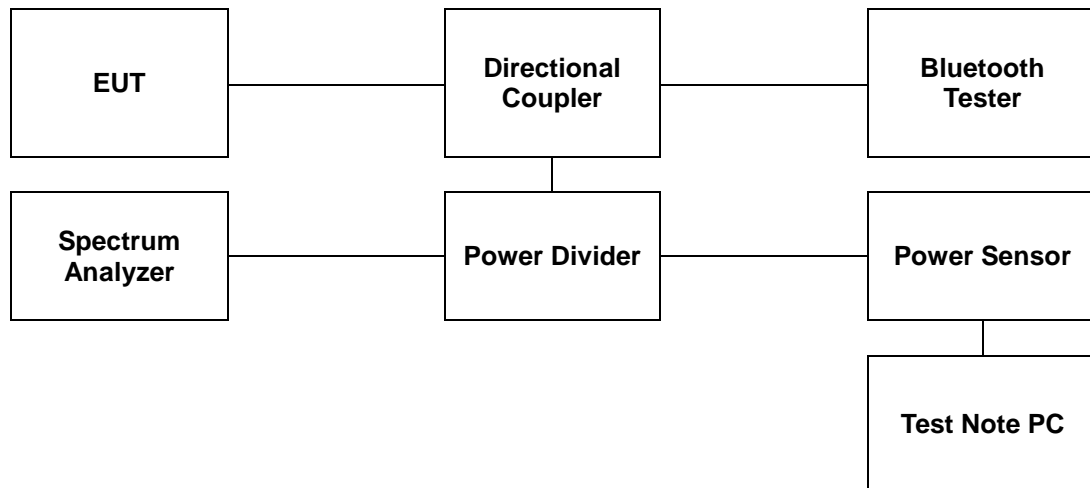 EUT
Directional
Coupler
Bluetooth
Tester
Spectrum
Analyzer
Power Divider
Power Sensor
Test Note PC